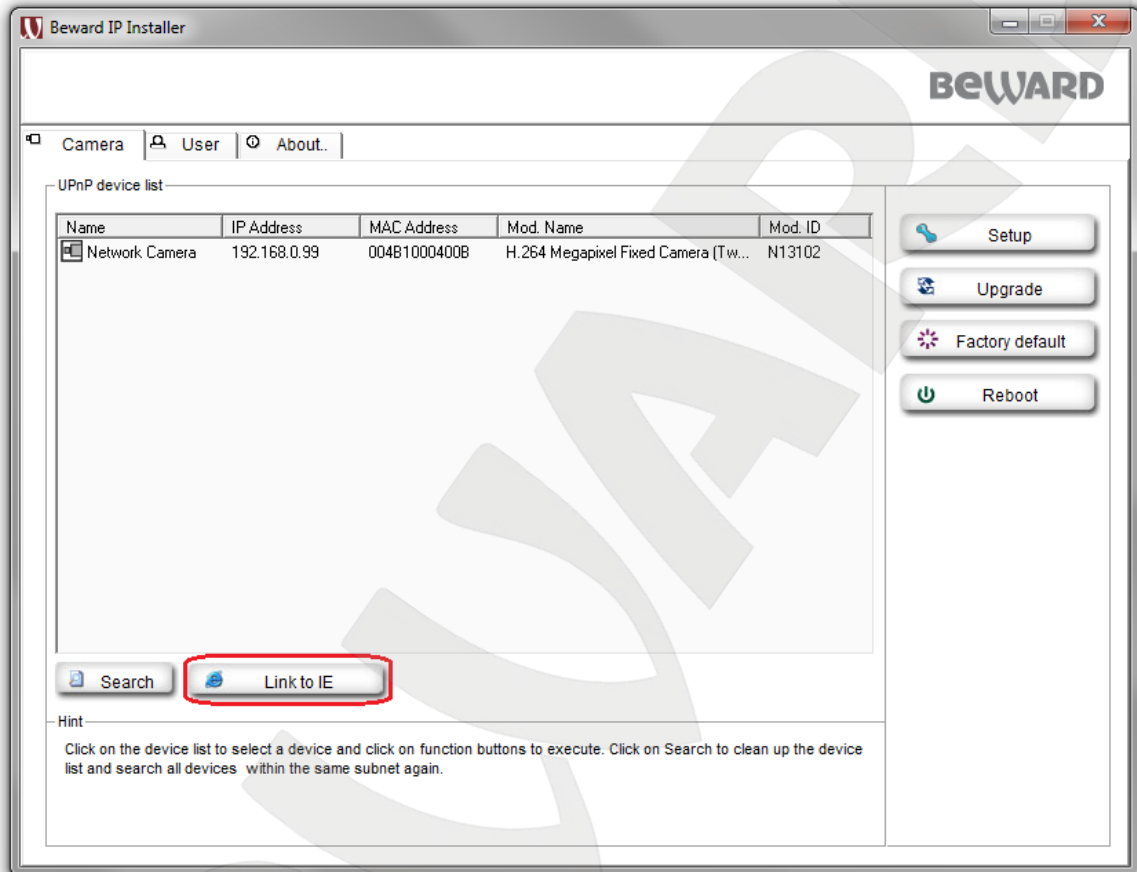 Beward IP Installer
BEWARD
Camera User About..
UPnP device list
Name IP Address MAC Address Mod. Name Mod. ID
Network Camera 192.168.0.99 004B1000400B H.264 Megapixel Fixed Camera (Tw... N13102
Setup
Upgrade
Factory default
Reboot
Search Link to IE
Hint
Click on the device list to select a device and click on function buttons to execute. Click on Search to clean up the device
list and search all devices within the same subnet again.